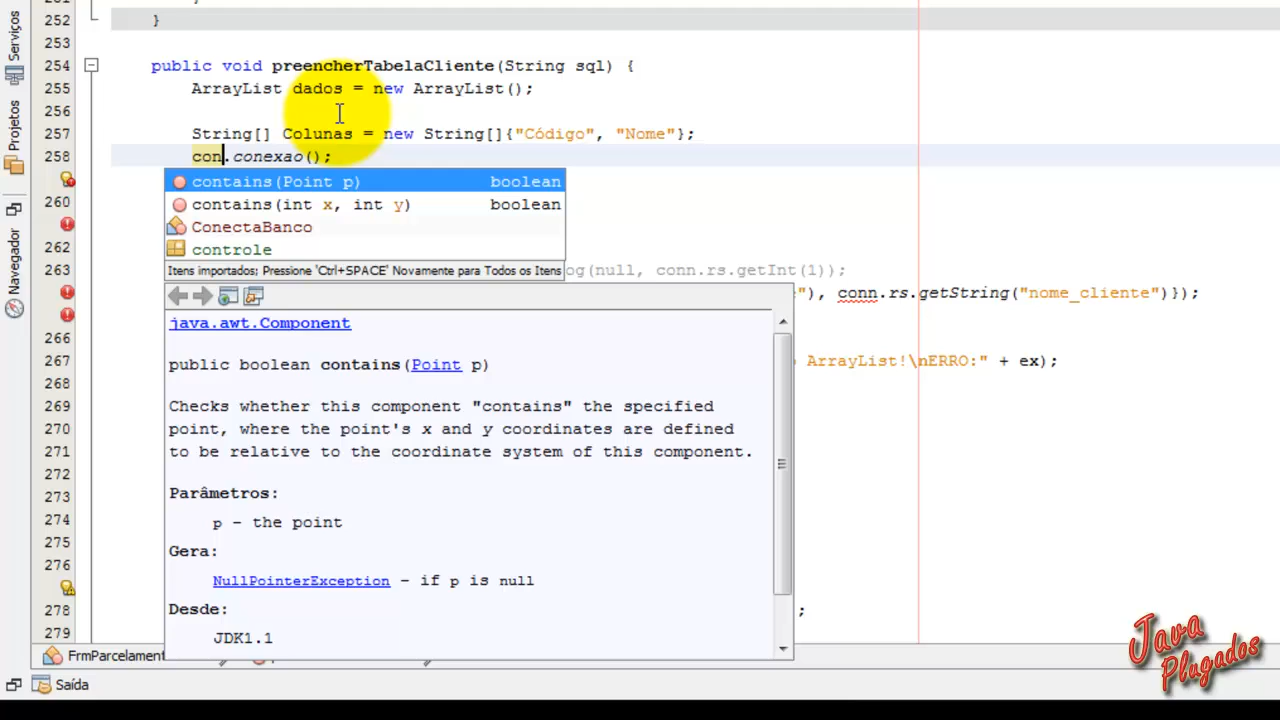 251
252 }
253
254 public void preencherTabelaCliente(String sql) {
255 ArrayList dados = new ArrayList();
256
257 String[] Colunas = new String[]{"Código", "Nome"};
258 con.conexao();
contains(Point p) boolean
260 contains(int x, int y) boolean
ConectaBanco
262 controle
263 Itens importados; Pressione 'Ctrl+SPACE' Novamente para Todos os Itens og(null, conn.rs.getInt(1));
"), conn.rs.getString("nome_cliente")});
java.awt.Component
266
267 public boolean contains(Point p) ArrayList!\nERRO:" + ex);
268
269 Checks whether this component "contains" the specified
270 point, where the point's x and y coordinates are defined
271 to be relative to the coordinate system of this component.
272
273 Parâmetros:
274 p - the point
275 Gera:
276 NullPointerException - if p is null
278 Desde: ;
279 JDK1.1
Serviços
Projetos
Navegador
FrmParcelament
Saída
Java
Plugados